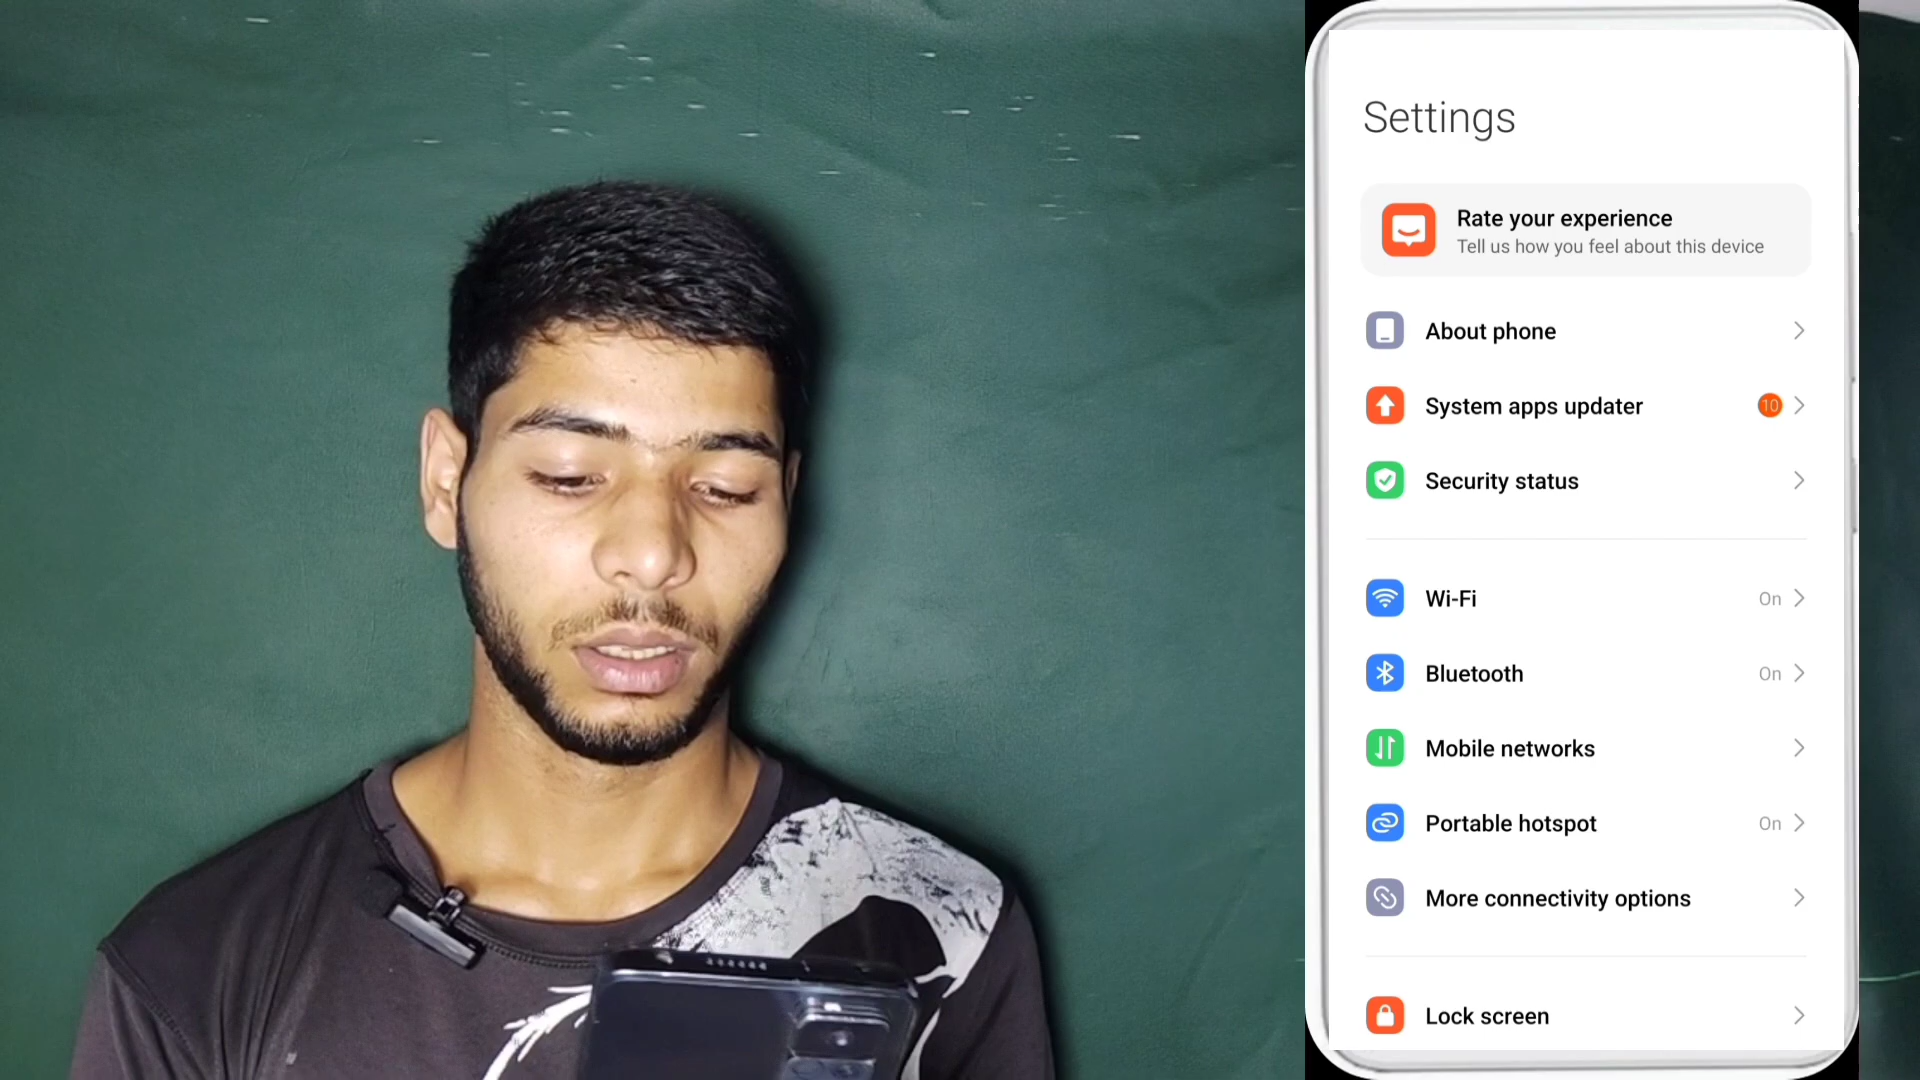 Settings
Rate your experience
Tell us how you feel about this device
About phone
System apps updater 10
Security status
Wi-Fi On
Bluetooth On
Mobile networks
Portable hotspot On
More connectivity options
Lock screen